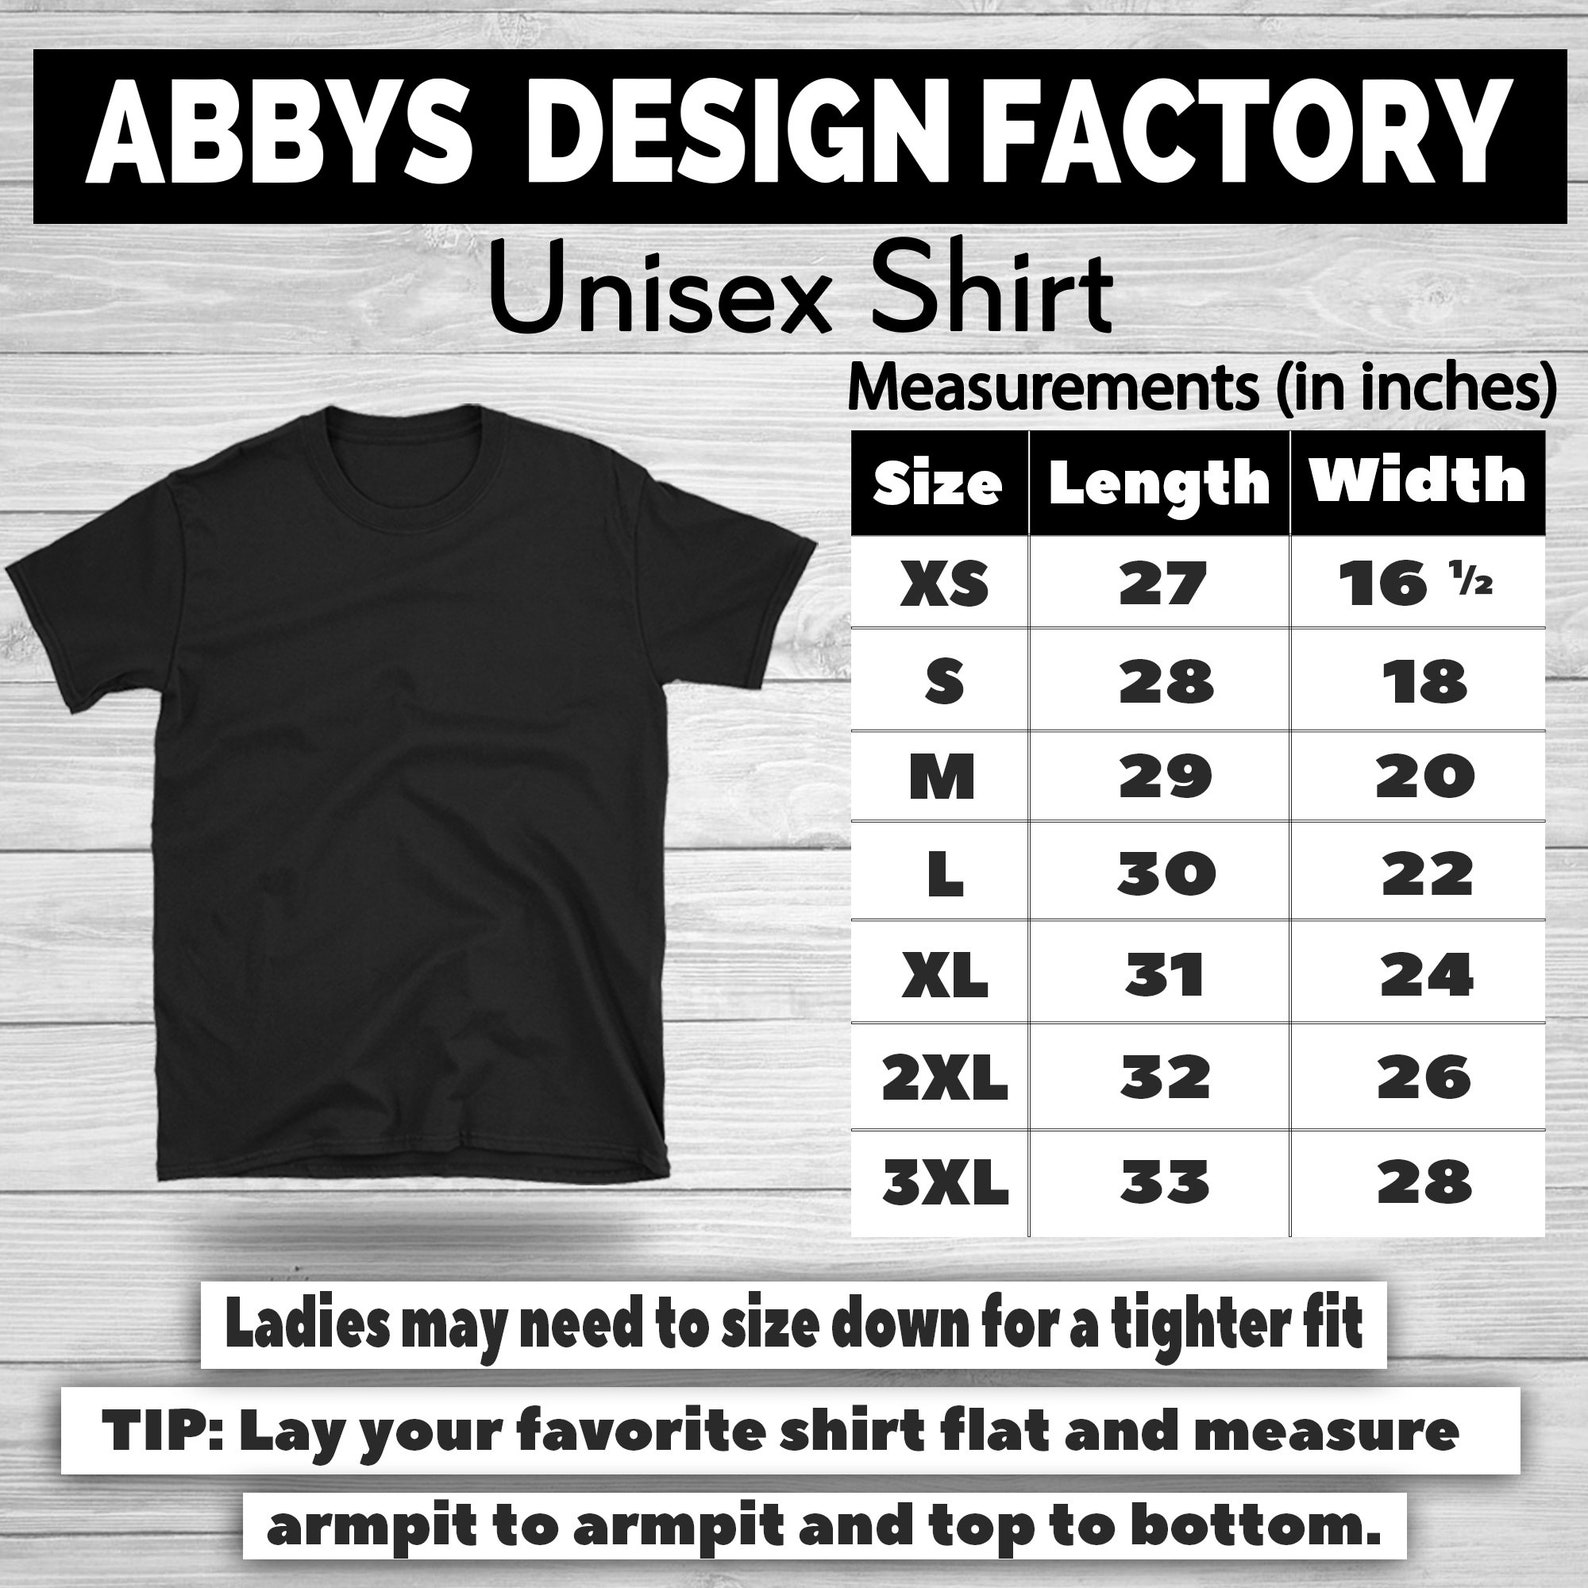 ABBYS DESIGN FACTORY
Unisex Shirt
Measurements (in inches)
Size Length Width
XS 27 16 ½
S 28 18
M 29 20
L 30 22
XL 31 24
2XL 32 26
3XL 33 28
Ladies may need to size down for a tighter fit
TIP: Lay your favorite shirt flat and measure
armpit to armpit and top to bottom.